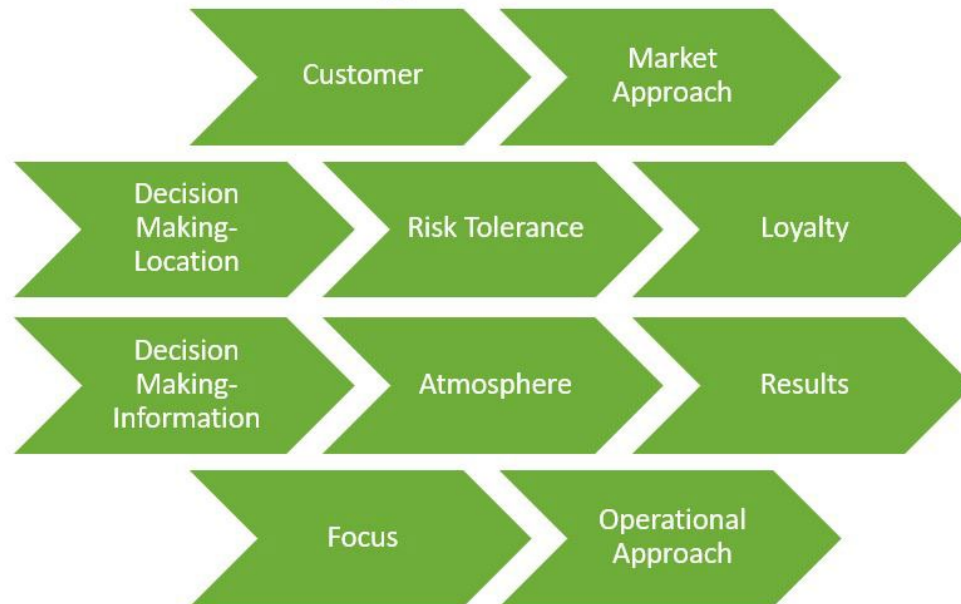 Customer
Market
Approach
Decision
Making-
Location
Risk Tolerance
Loyalty
Decision
Making-
Information
Atmosphere
Results
Focus
Operational
Approach